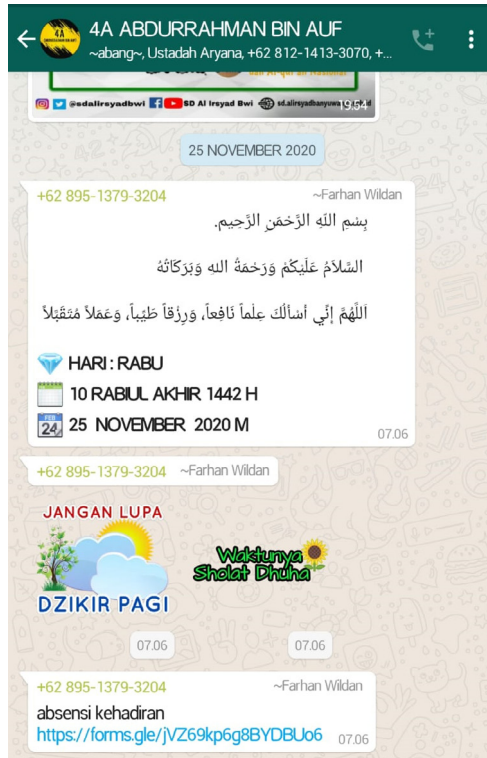 4A ABDURRAHMAN BIN AUF
~abang~, Ustadah Aryana, +62 812-1413-3070, +...
@sdalirsyadbwi SD Al Irsyad Bwi
19.54
25 NOVEMBER 2020
+62 895-1379-3204 ~Farhan Wildan
بِسْمِ اللهِ الرَّحْمَنِ الرَّحِيم.
السَّلاَمُ عَلَيْكُمْ وَرَحْمَةُ اللهِ وَبَرَكَاتُهُ
اَللَّهُمَّ إِنِّي أَسْأَلُكَ عِلْماً نَافِعاً، وَرِزْقاً طَيِّباً، وَعَمَلاً مُتَقَبَّلاً
HARI : RABU
10 RABIUL AKHIR 1442 H
FEB
24
25 NOVEMBER 2020 M
07.06
+62 895-1379-3204 ~Farhan Wildan
JANGAN LUPA
DZIKIR PAGI
Waktunya
Sholat Dhuha
07.06
07.06
+62 895-1379-3204 ~Farhan Wildan
absensi kehadiran
https://forms.gle/jVZ69kp6g8BYDBUo6 07.06